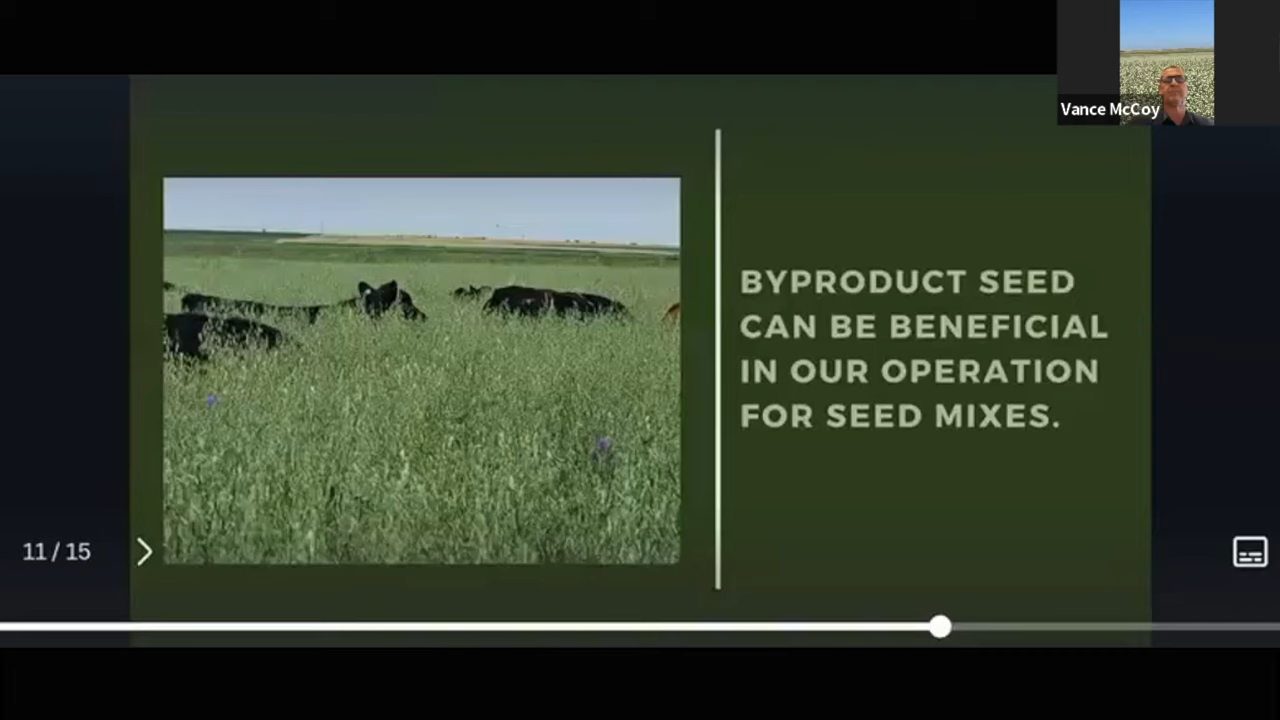 Vance McCoy
BYPRODUCT SEED
CAN BE BENEFICIAL
IN OUR OPERATION
FOR SEED MIXES.
11 / 15